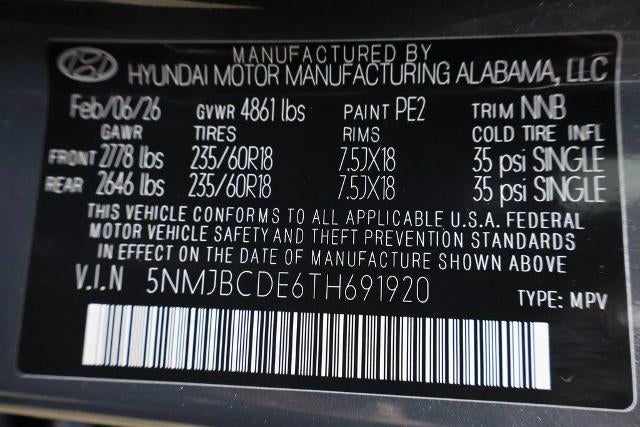 MANUFACTURED BY
HYUNDAI MOTOR MANUFACTURING ALABAMA, LLC
Feb/06/26 GVWR 4861 lbs PAINT PE2 TRIM NNB
GAWR TIRES RIMS COLD TIRE INFL
FRONT 2778 lbs 235/60R18 7.5JX18 35 psi SINGLE
REAR 2646 lbs 235/60R18 7.5JX18 35 psi SINGLE
THIS VEHICLE CONFORMS TO ALL APPLICABLE U.S.A. FEDERAL
MOTOR VEHICLE SAFETY AND THEFT PREVENTION STANDARDS
IN EFFECT ON THE DATE OF MANUFACTURE SHOWN ABOVE
V.I.N 5NMJBCDE6TH691920 TYPE: MPV